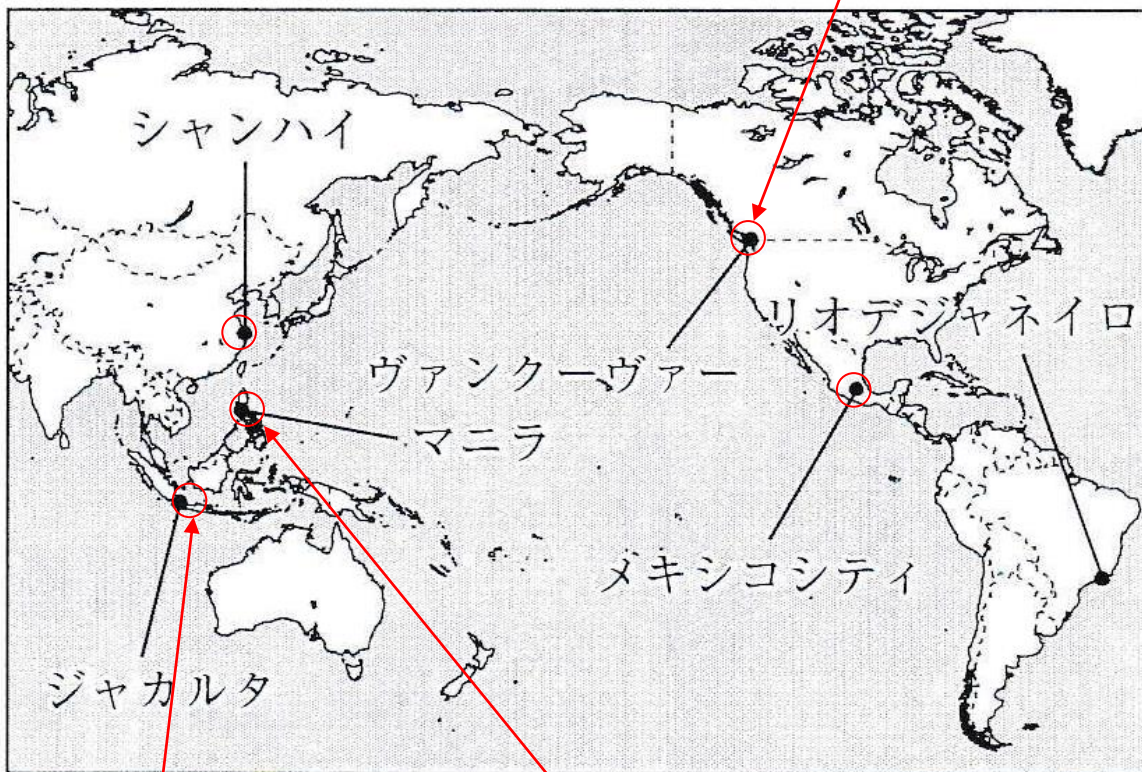 シャンハイ
リオデジャネイロ
ヴァンクーヴァー
マニラ
メキシコシティ
ジャカルタ